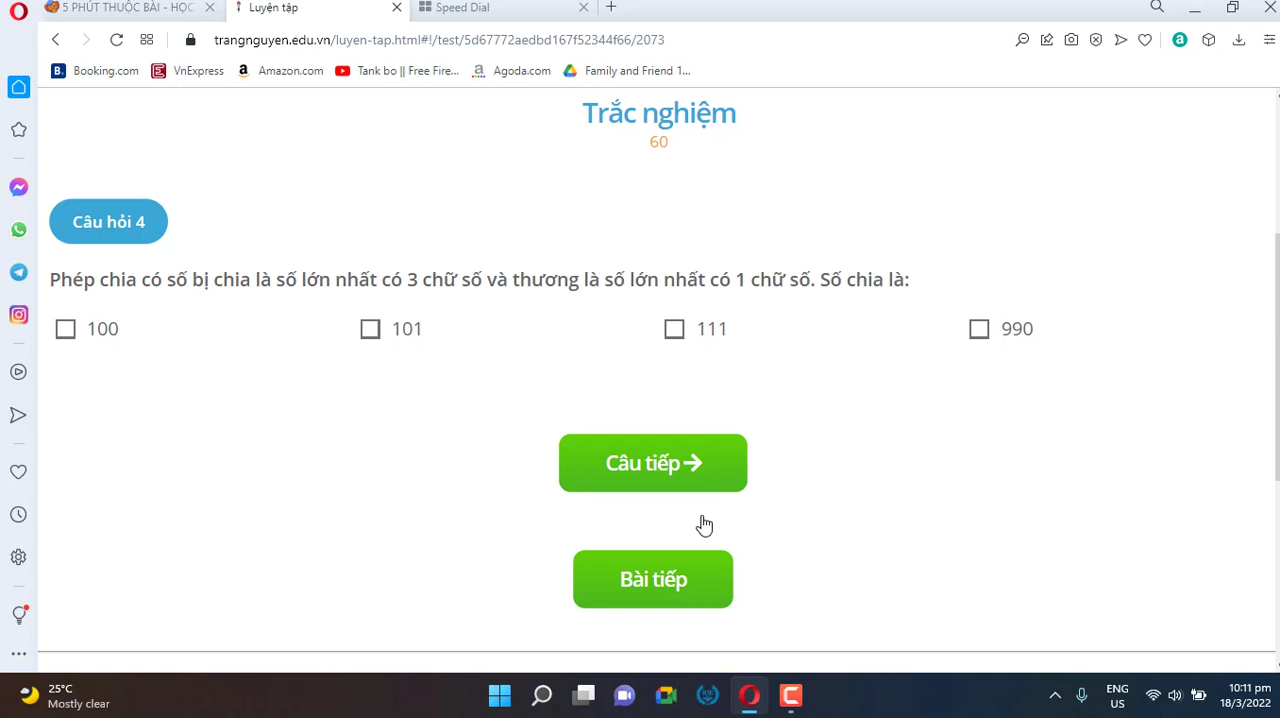 5 PHÚT THUỘC BÀI - HỌC
Luyện tập
Speed Dial
trangnguyen.edu.vn/luyen-tap.html#!/test/5d67772aedbd167f52344f66/2073
Booking.com
VnExpress
Amazon.com
Tank bo || Free Fire...
Agoda.com
Family and Friend 1...
Trắc nghiệm
60
Câu hỏi 4
Phép chia có số bị chia là số lớn nhất có 3 chữ số và thương là số lớn nhất có 1 chữ số. Số chia là:
100
101
111
990
Câu tiếp
Bài tiếp
25°C
Mostly clear
ENG
US
10:11 pm
18/3/2022